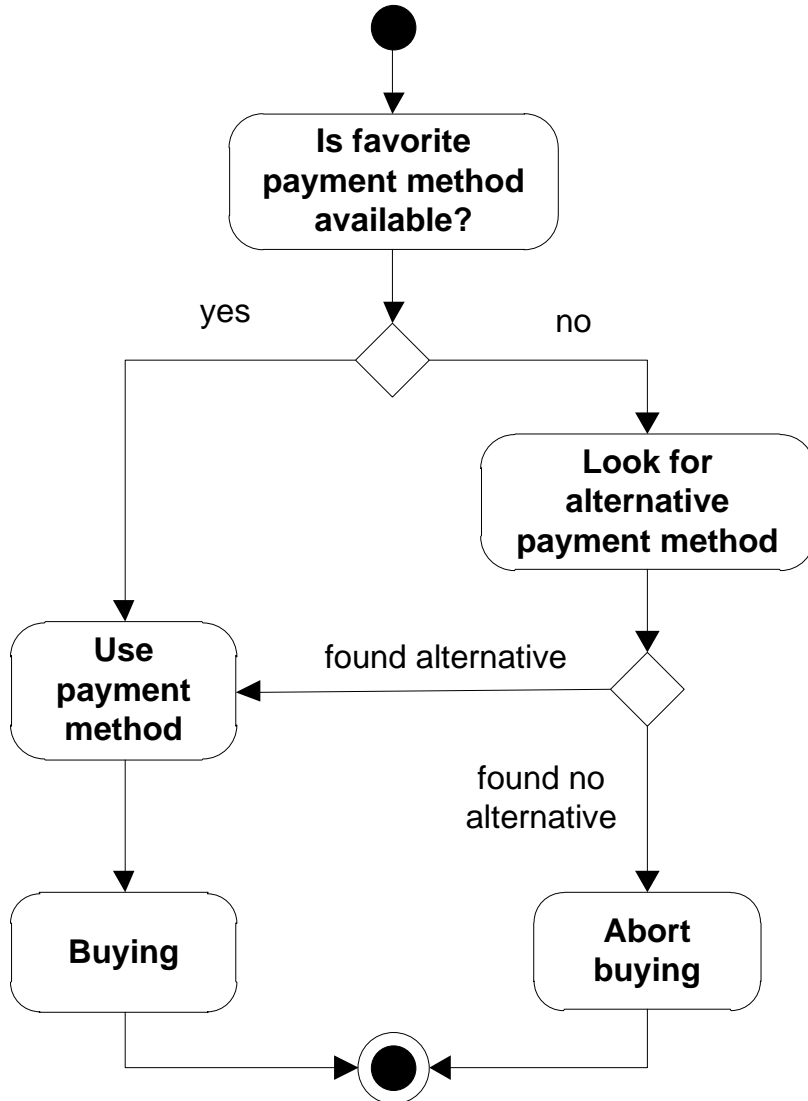 Is favorite
payment method
available?
yes
no
Look for
alternative
payment method
Use
payment
method
found alternative
found no
alternative
Buying
Abort
buying